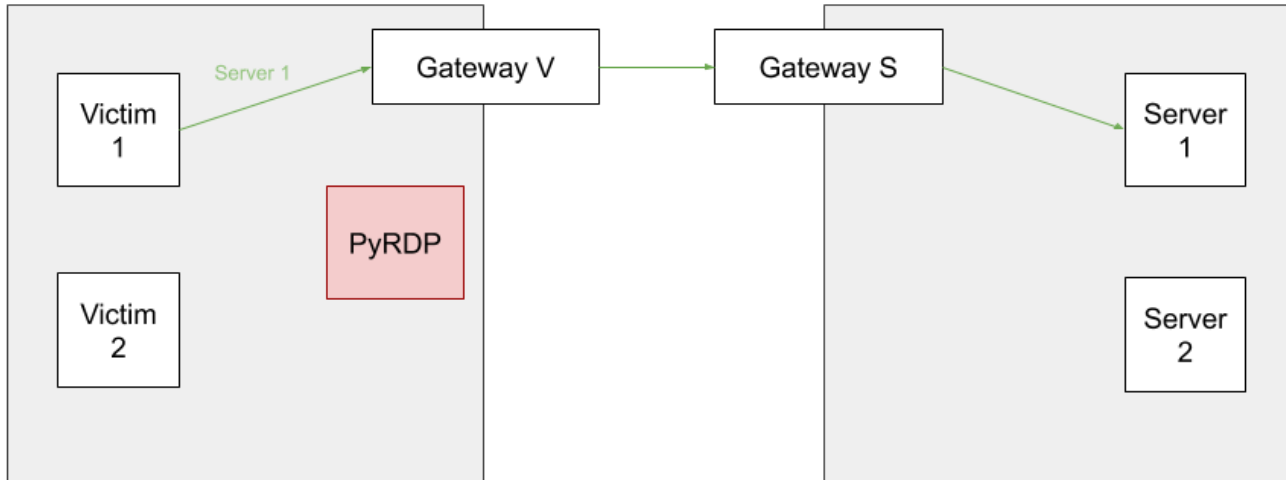 Gateway V
Gateway S
Server 1
Victim
1
Server
1
PyRDP
Victim
2
Server
2